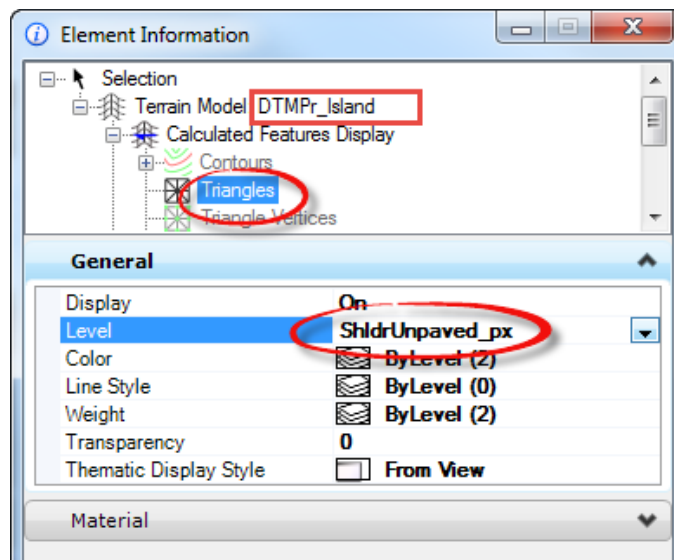 Element Information
Selection
Terrain Model DTMPr_Island
Calculated Features Display
Contours
Triangles
Triangle Vertices
General
Display On
Level ShldrUnpaved_px
Color ByLevel (2)
Line Style ByLevel (0)
Weight ByLevel (2)
Transparency 0
Thematic Display Style From View
Material